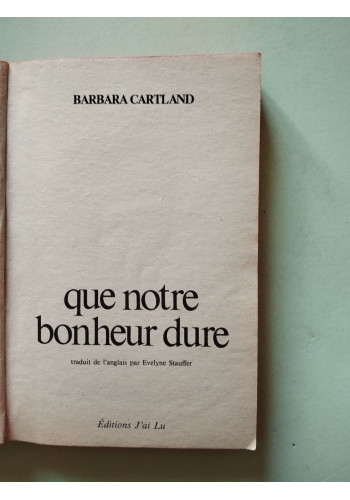 BARBARA CARTLAND
que notre
bonheur dure
traduit de l'anglais par Evelyne Stauffer
Éditions J'ai Lu